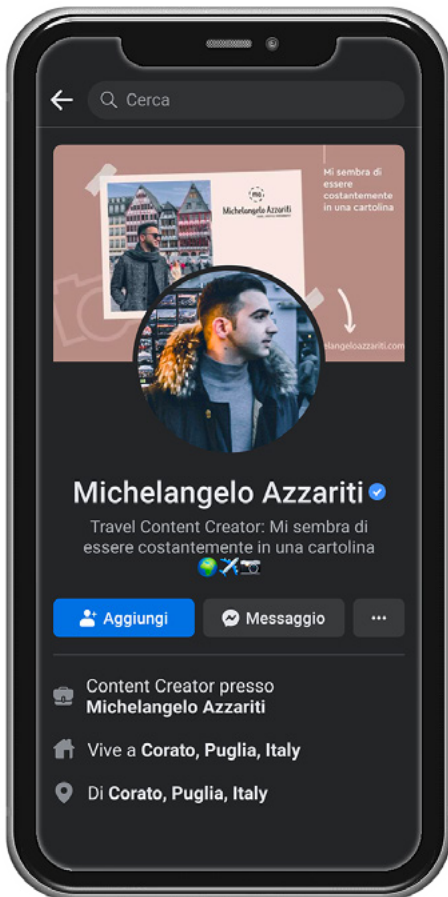 Cerca
Mi sembra di
essere
costantemente
in una cartolina
ma
Michelangelo Azzariti
elangeloazzariti.com
Michelangelo Azzariti
Travel Content Creator: Mi sembra di
essere costantemente in una cartolina
🌍✈️📷
Aggiungi
Messaggio
Content Creator presso
Michelangelo Azzariti
Vive a Corato, Puglia, Italy
Di Corato, Puglia, Italy